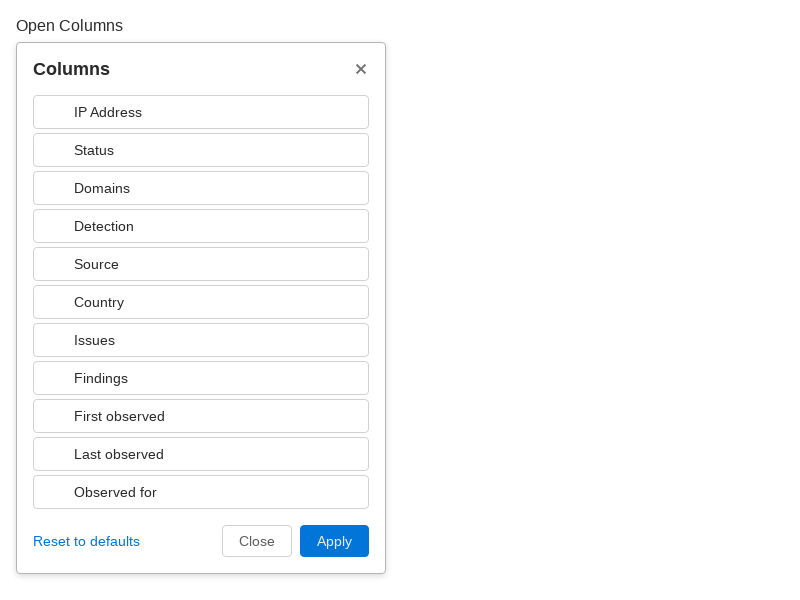 Open Columns
Columns
IP Address
Status
Domains
Detection
Source
Country
Issues
Findings
First observed
Last observed
Observed for
Reset to defaults
Close
Apply